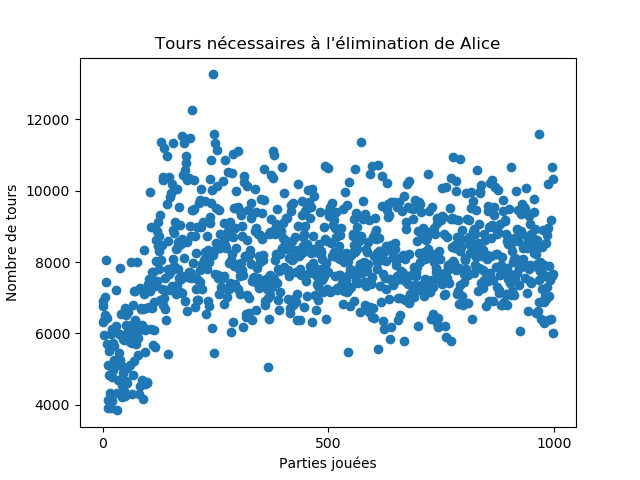 Tours nécessaires à l'élimination de Alice
Nombre de tours
12000
10000
8000
6000
4000
0
500
1000
Parties jouées